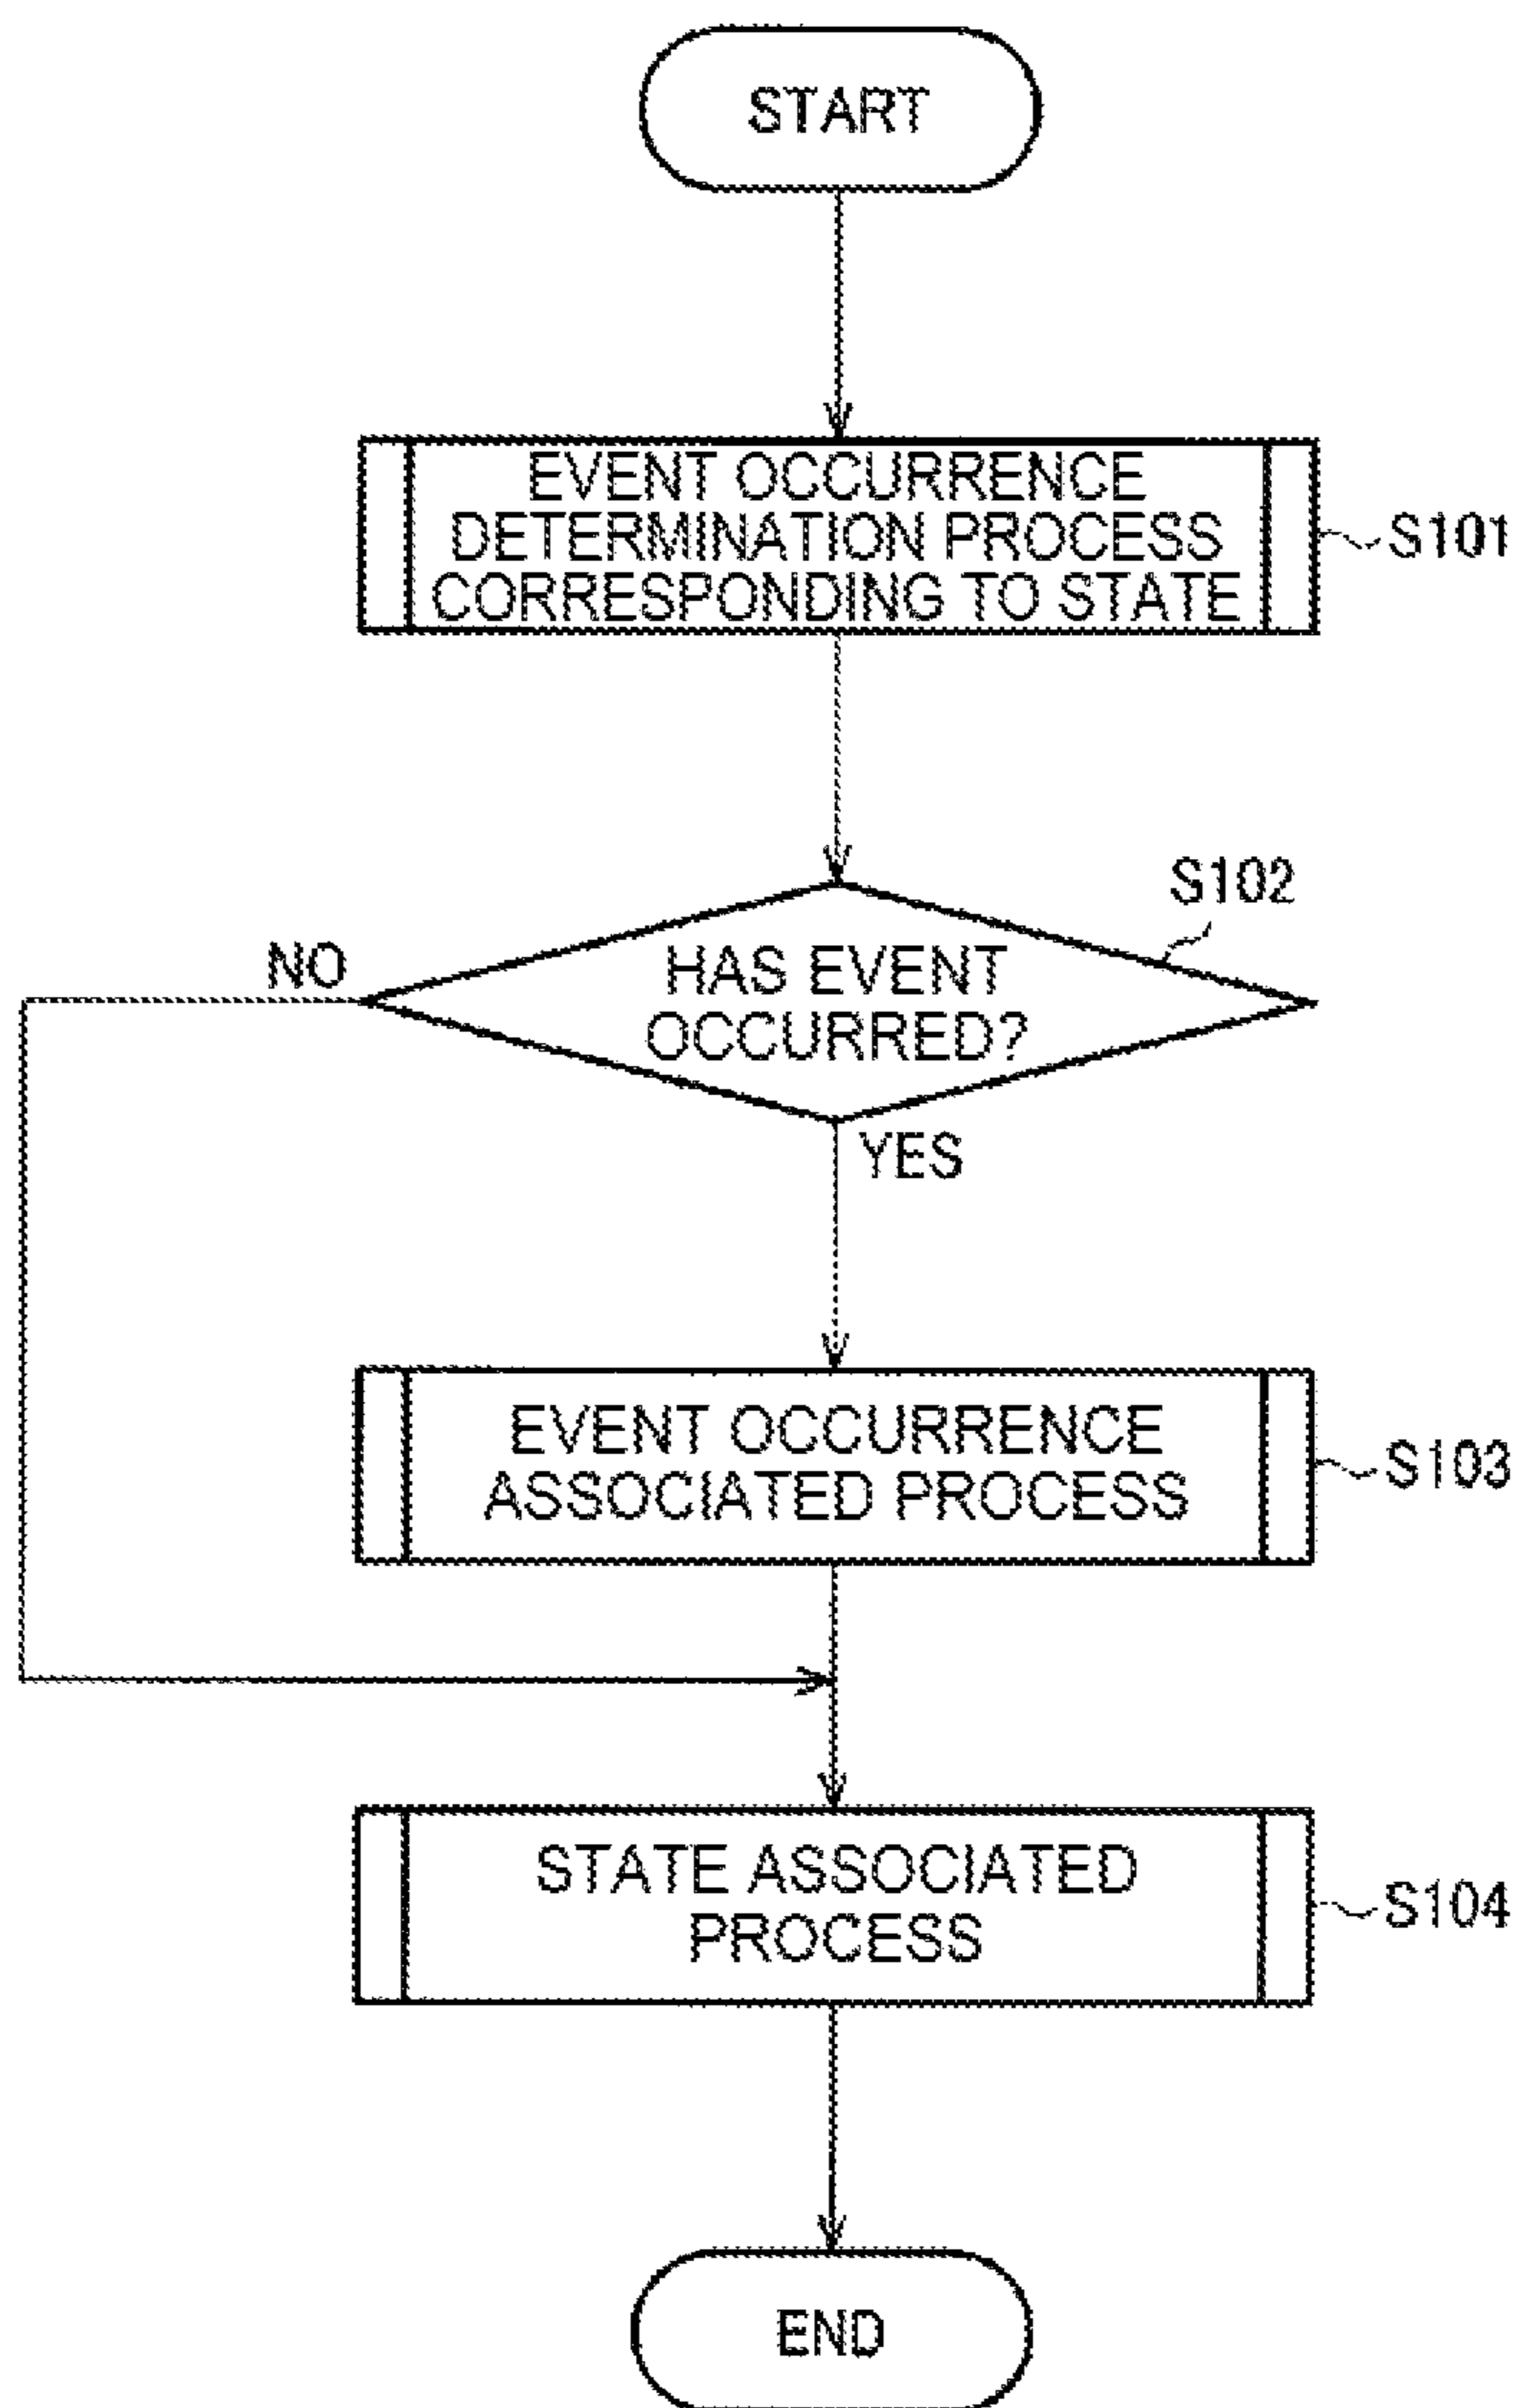 START
EVENT OCCURRENCE
DETERMINATION PROCESS
CORRESPONDING TO STATE
S101
S102
NO
HAS EVENT
OCCURRED?
YES
EVENT OCCURRENCE
ASSOCIATED PROCESS
S103
STATE ASSOCIATED
PROCESS
S104
END